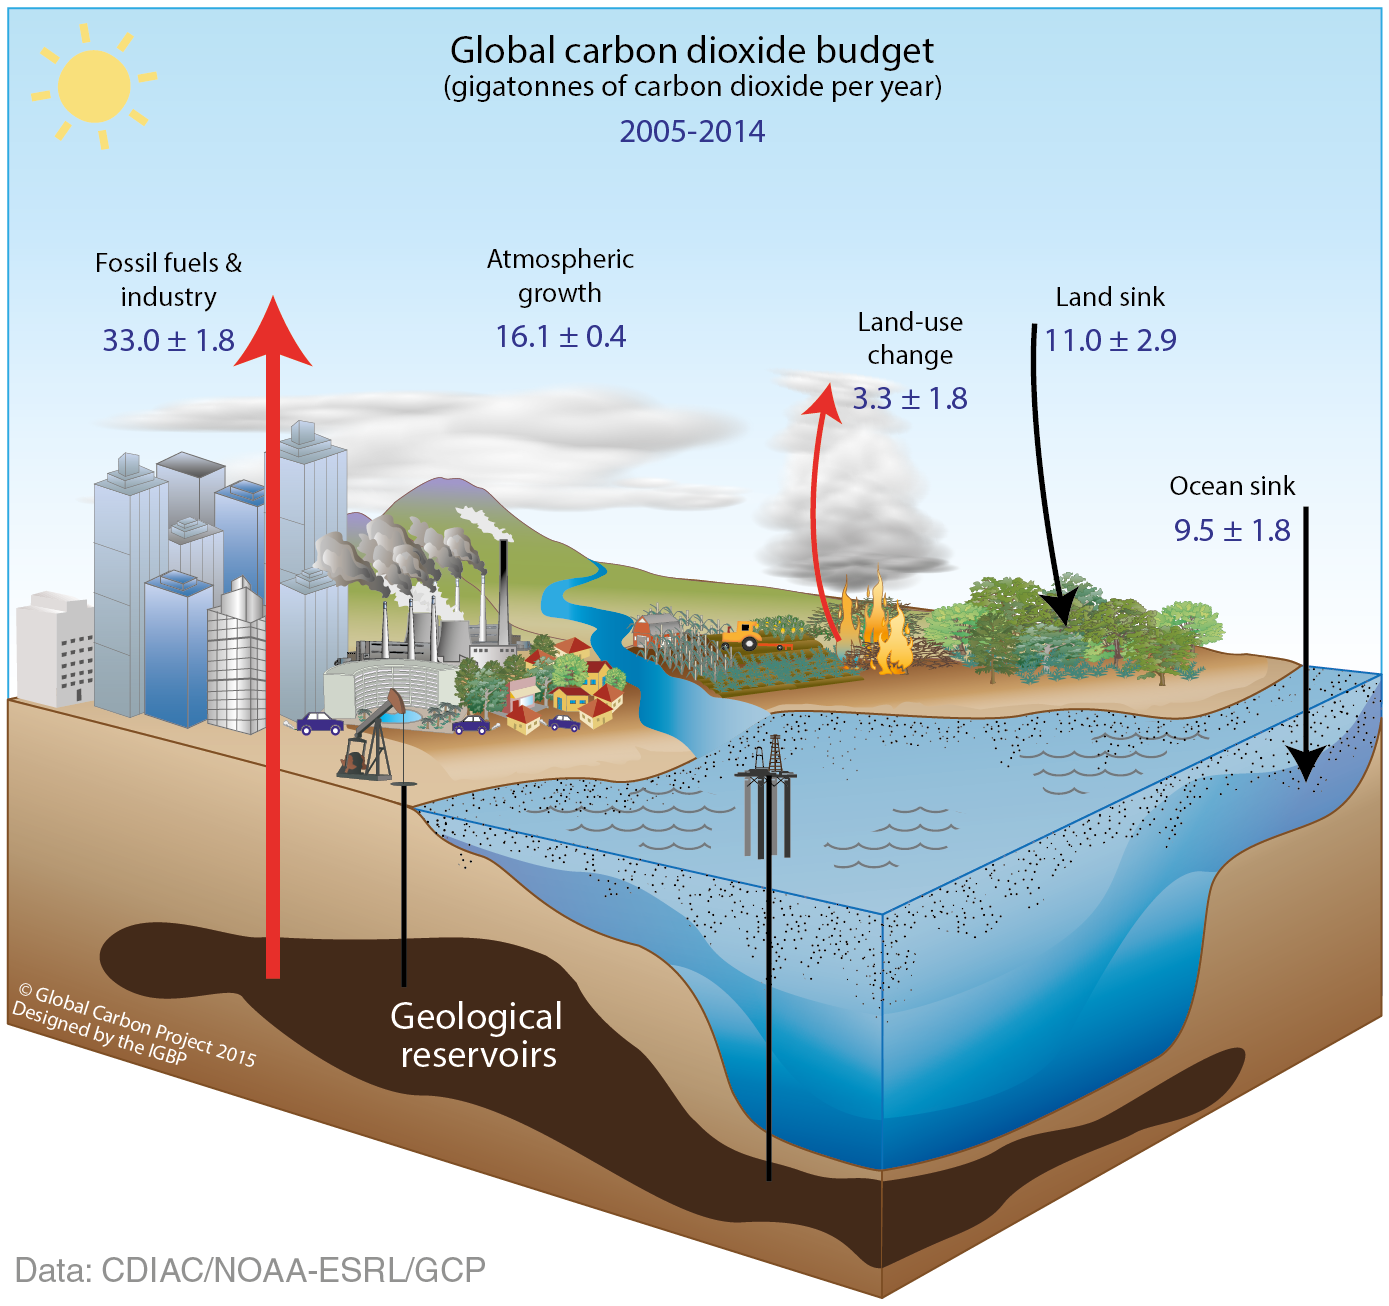 Global carbon dioxide budget
(gigatonnes of carbon dioxide per year)
2005-2014
Fossil fuels &
industry
33.0 ± 1.8
Atmospheric
growth
16.1 ± 0.4
Land-use
change
3.3 ± 1.8
Land sink
11.0 ± 2.9
Ocean sink
9.5 ± 1.8
Geological
reservoirs
© Global Carbon Project 2015
Designed by the IGBP
Data: CDIAC/NOAA-ESRL/GCP